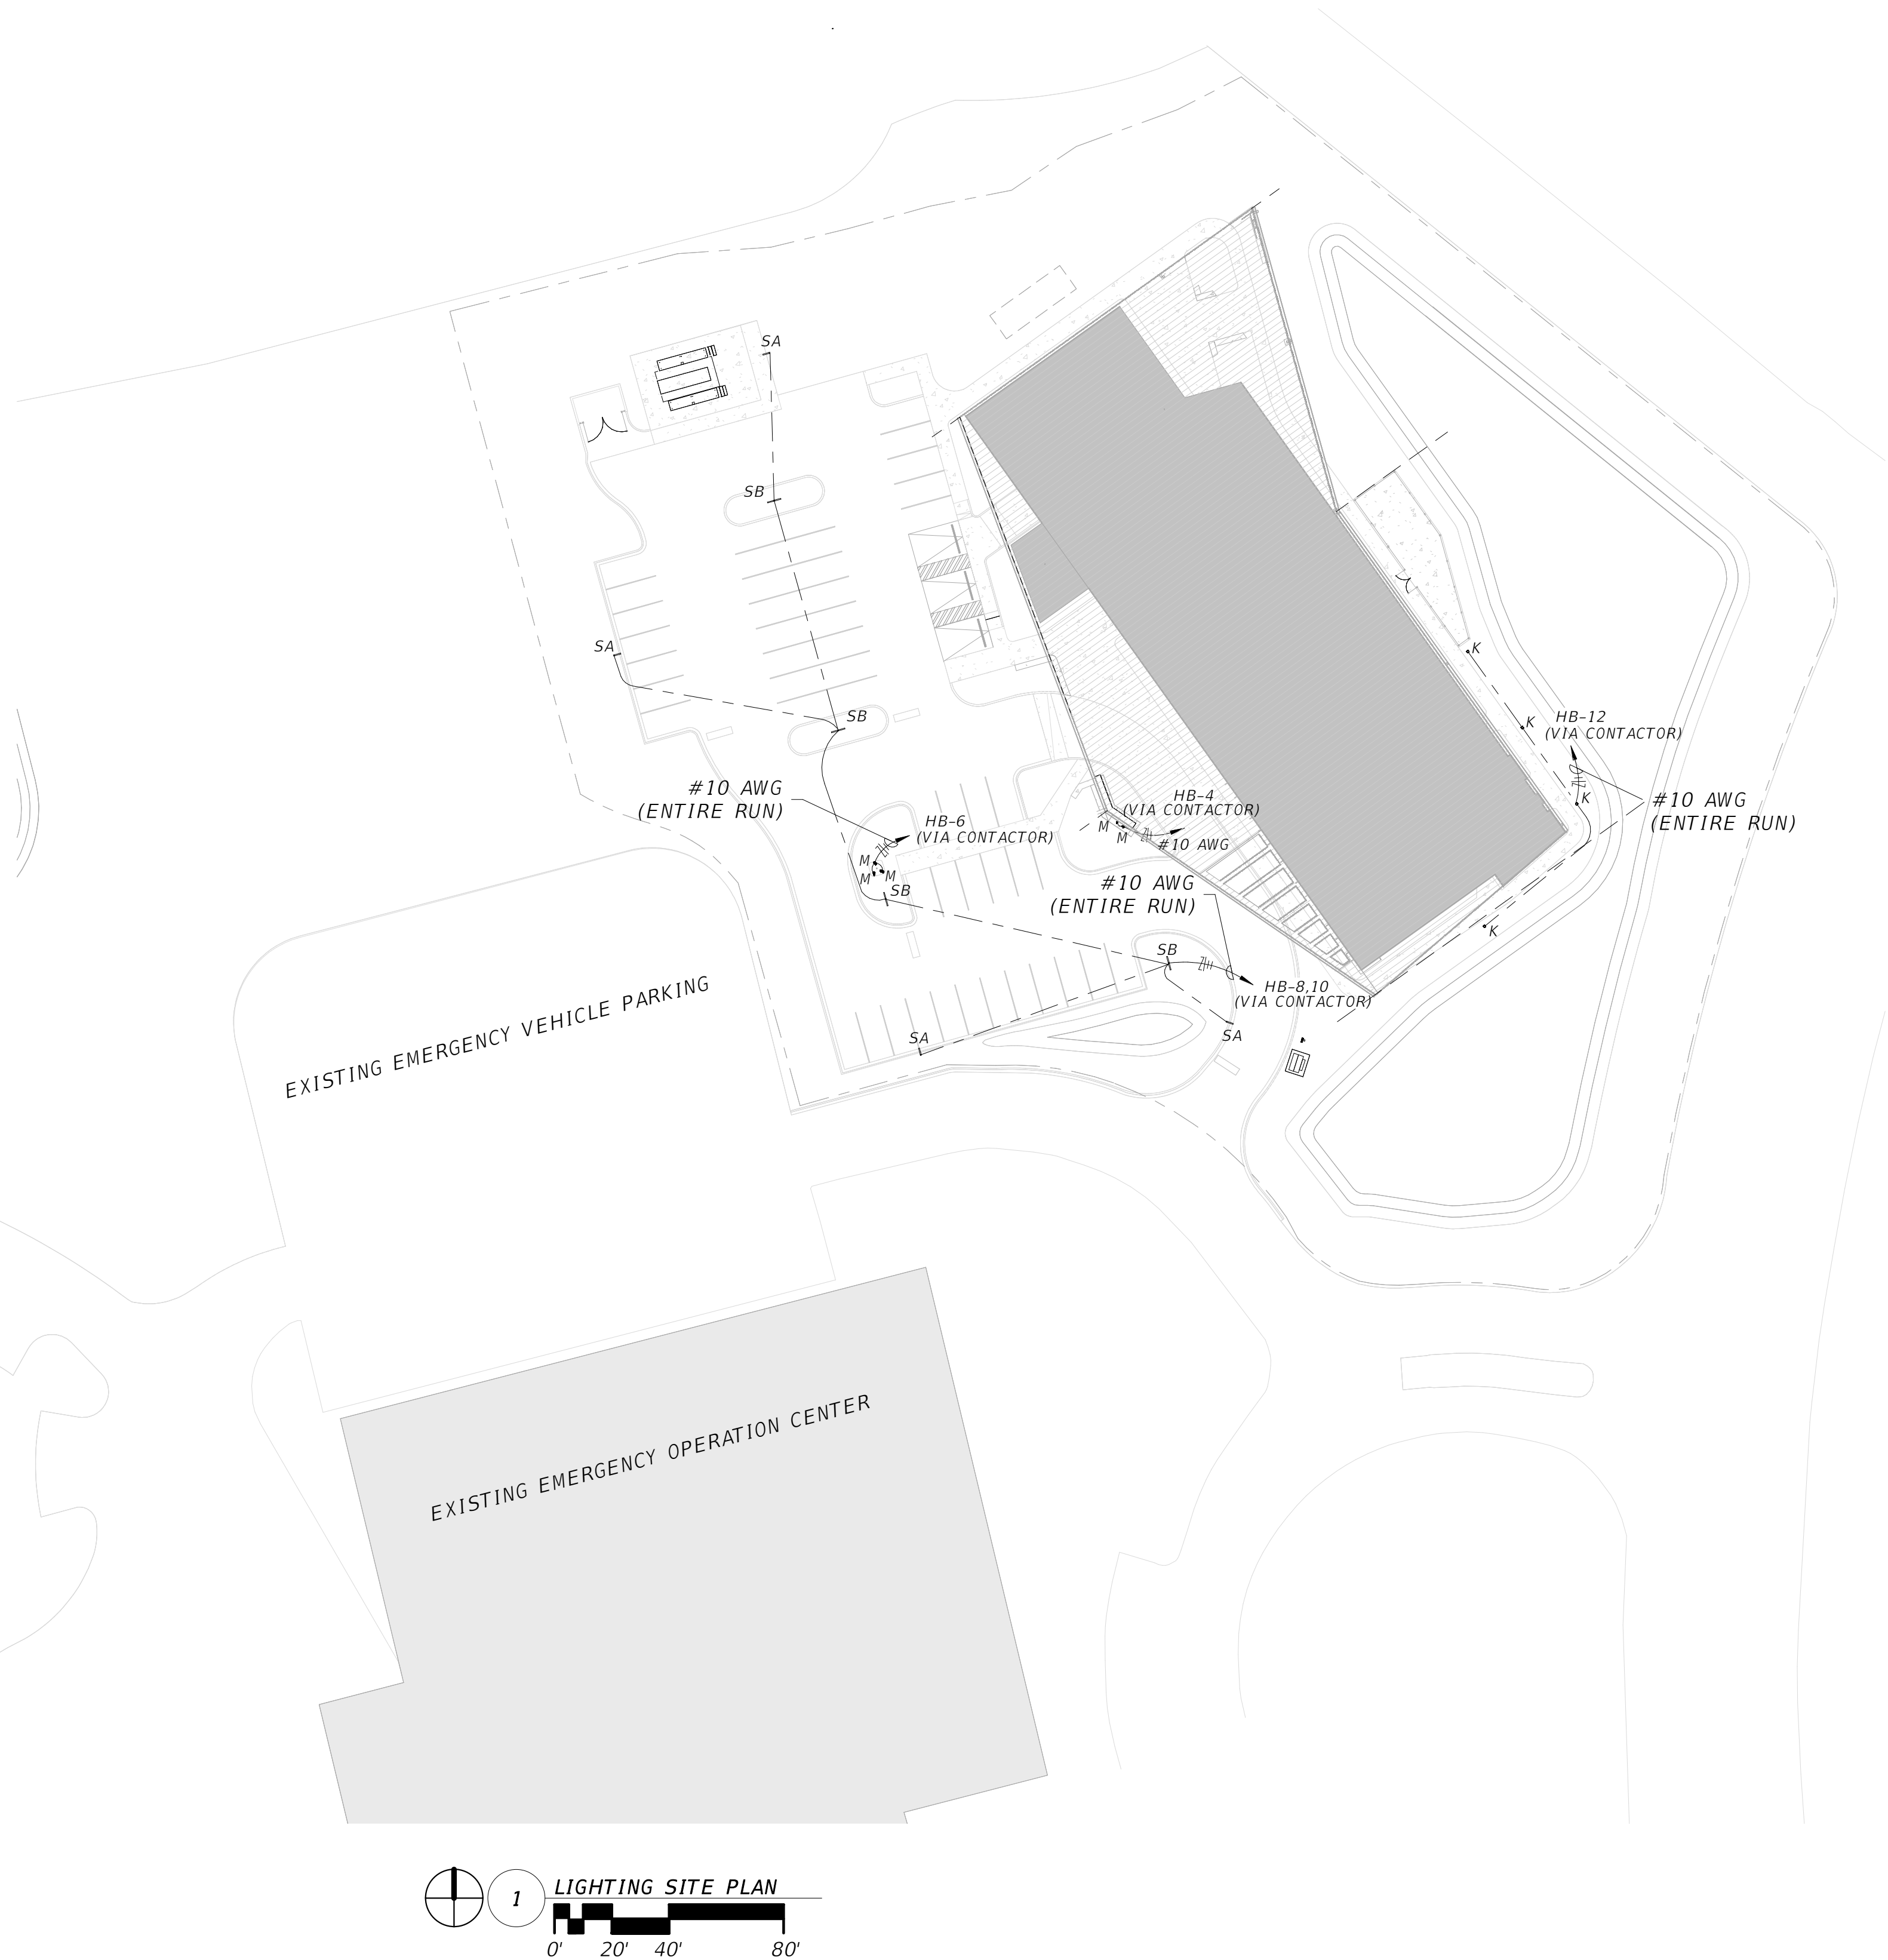 SA
SB
SA
K
SB
K
HB-12
(VIA CONTACTOR)
#10 AWG
(ENTIRE RUN)
HB-4
(VIA CONTACTOR)
K
#10 AWG
(ENTIRE RUN)
HB-6
(VIA CONTACTOR)
M
M
#10 AWG
M
M
M
#10 AWG
(ENTIRE RUN)
SB
K
SB
HB-8,10
(VIA CONTACTOR)
SA
SA
EXISTING EMERGENCY VEHICLE PARKING
EXISTING EMERGENCY OPERATION CENTER
1
LIGHTING SITE PLAN
0' 20' 40' 80'